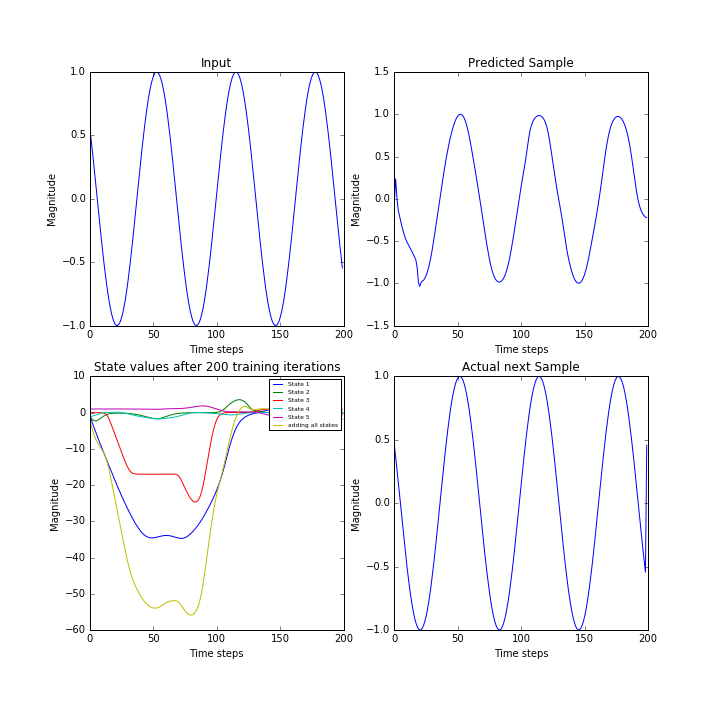 Input
Predicted Sample
1.0
0.5
0.0
−0.5
−1.0
Magnitude
0
50
100
150
200
Time steps
1.5
1.0
0.5
0.0
−0.5
−1.0
−1.5
Magnitude
0
50
100
150
200
Time steps
State values after 200 training iterations
Actual next Sample
10
0
−10
−20
−30
−40
−50
−60
Magnitude
State 1
State 2
State 3
State 4
State 5
adding all states
0
50
100
150
200
Time steps
1.0
0.5
0.0
−0.5
−1.0
Magnitude
0
50
100
150
200
Time steps